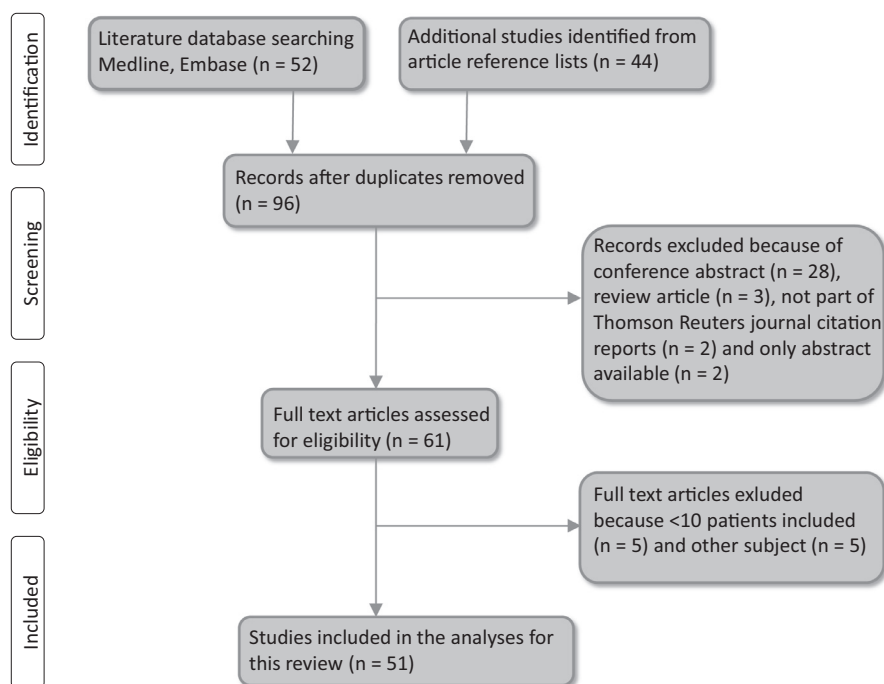 Identification
Literature database searching
Medline, Embase (n = 52)
Additional studies identified from
article reference lists (n = 44)
Records after duplicates removed
(n = 96)
Screening
Records excluded because of
conference abstract (n = 28),
review article (n = 3), not part of
Thomson Reuters journal citation
reports (n = 2) and only abstract
available (n = 2)
Eligibility
Full text articles assessed
for eligibility (n = 61)
Full text articles exluded
because <10 patients included
(n = 5) and other subject (n = 5)
Included
Studies included in the analyses for
this review (n = 51)